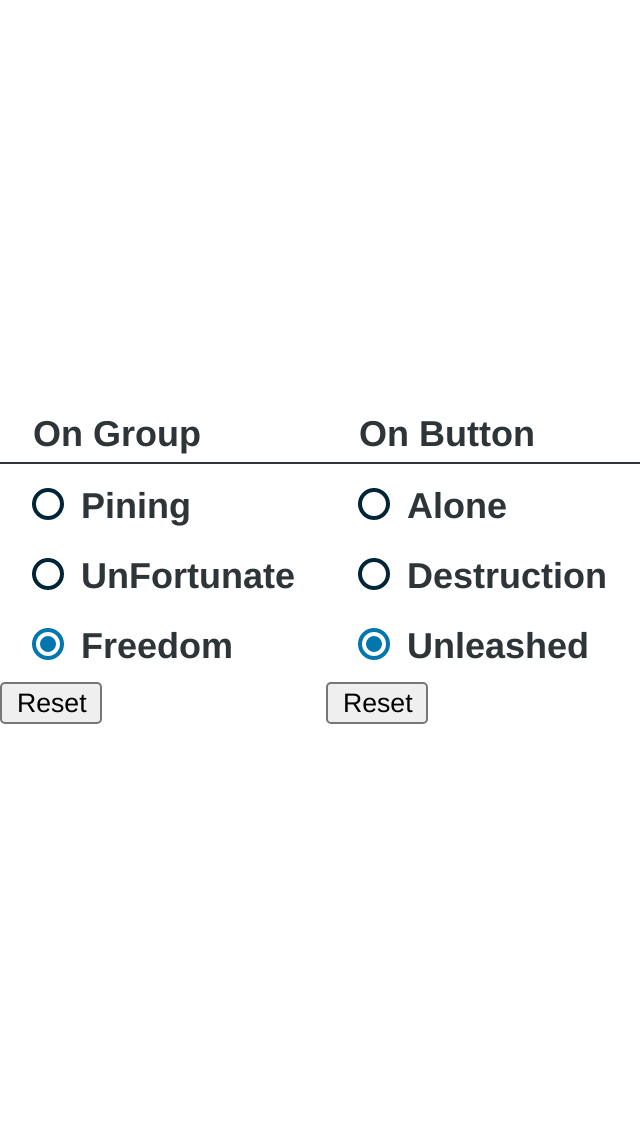 On Group
Pining
UnFortunate
Freedom
Reset
On Button
Alone
Destruction
Unleashed
Reset